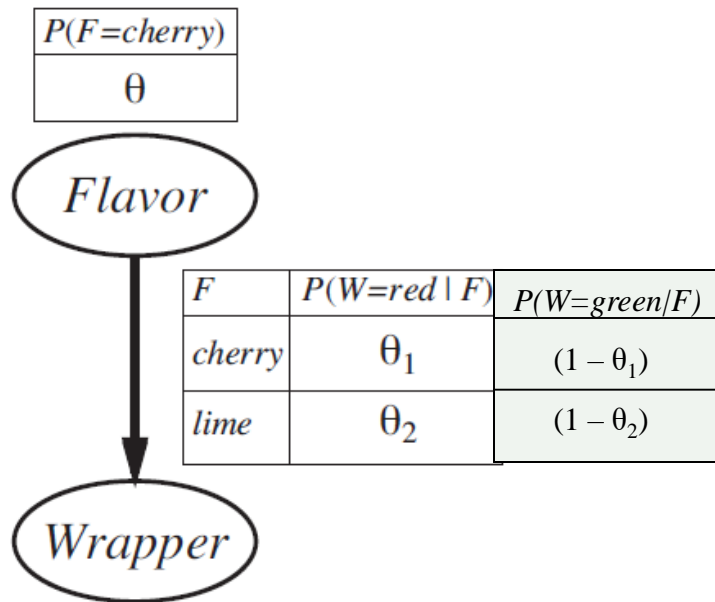 P(F=cherry)
θ
Flavor
F P(W=red | F) P(W=green/F)
cherry θ₁ (1 – θ₁)
lime θ₂ (1 – θ₂)
Wrapper